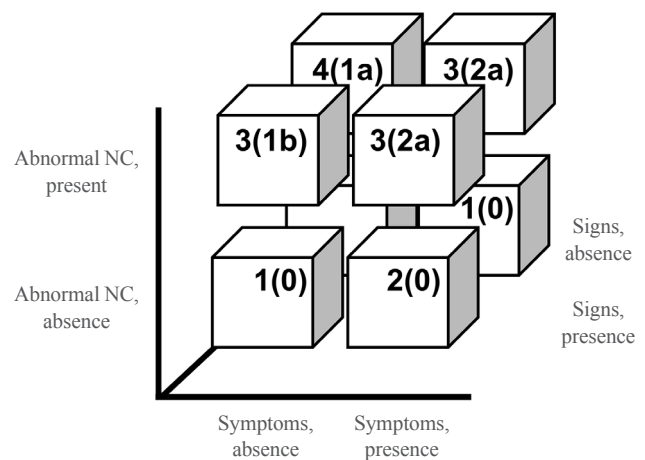 4(1a)
3(2a)
3(1b)
3(2a)
Abnormal NC,
present
1(0)
Signs,
absence
1(0)
2(0)
Abnormal NC,
absence
Signs,
presence
Symptoms,
absence
Symptoms,
presence